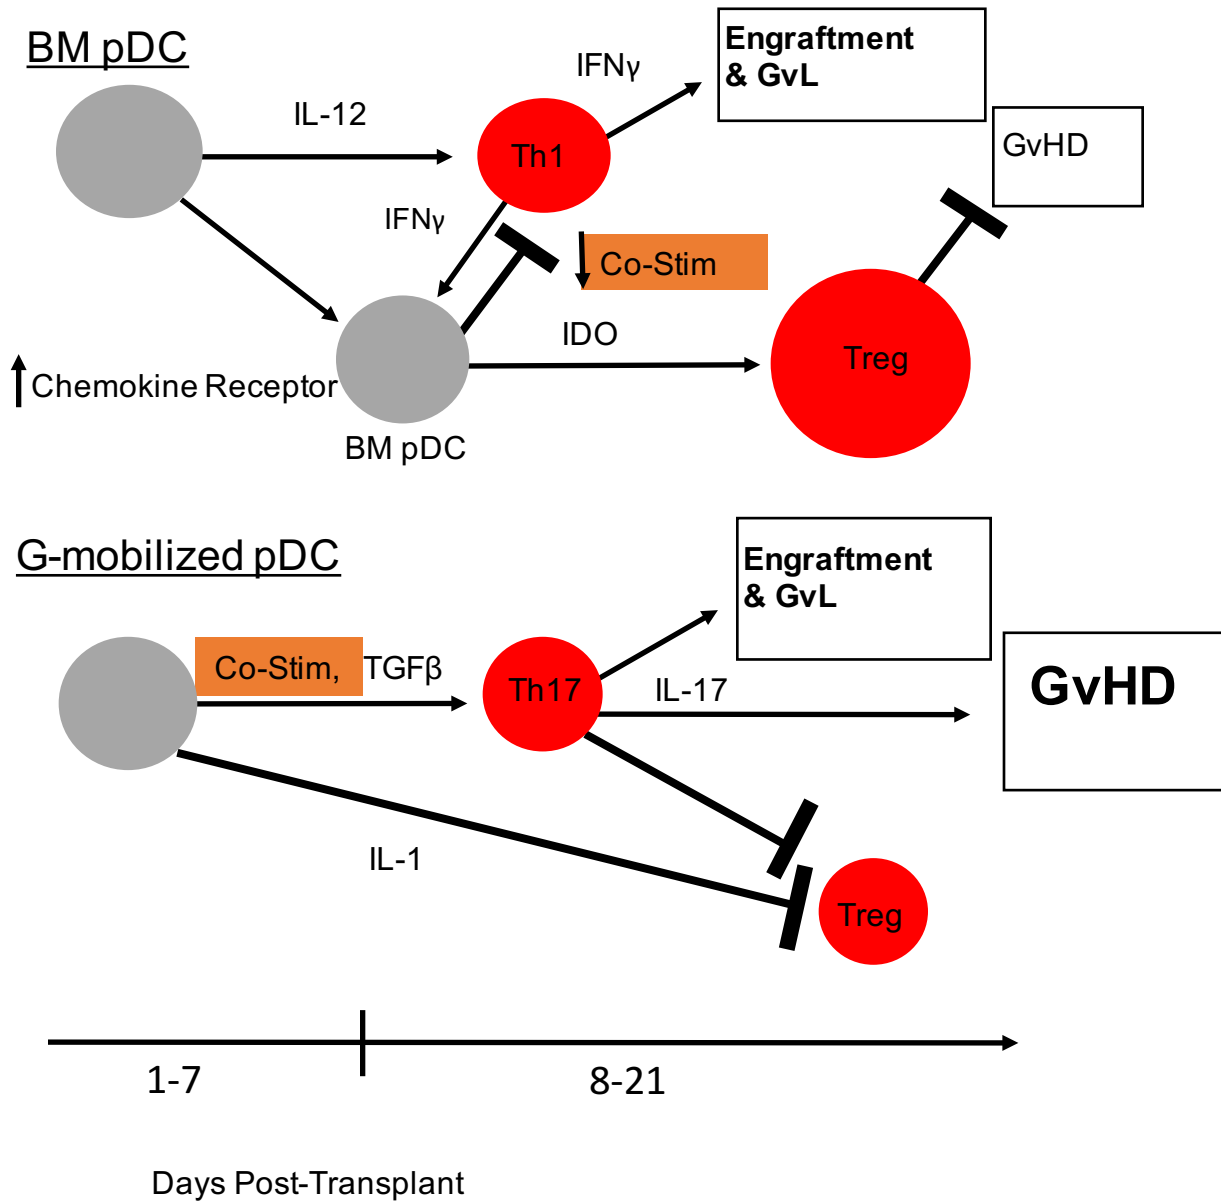 BM pDC
IL-12
IFNγ
Engraftment
& GvL
Th1
GvHD
IFNγ
Co-Stim
IDO
Treg
Chemokine Receptor
BM pDC
G-mobilized pDC
Engraftment
& GvL
Co-Stim, TGFβ
Th17
IL-17
GvHD
IL-1
Treg
1-7
8-21
Days Post-Transplant